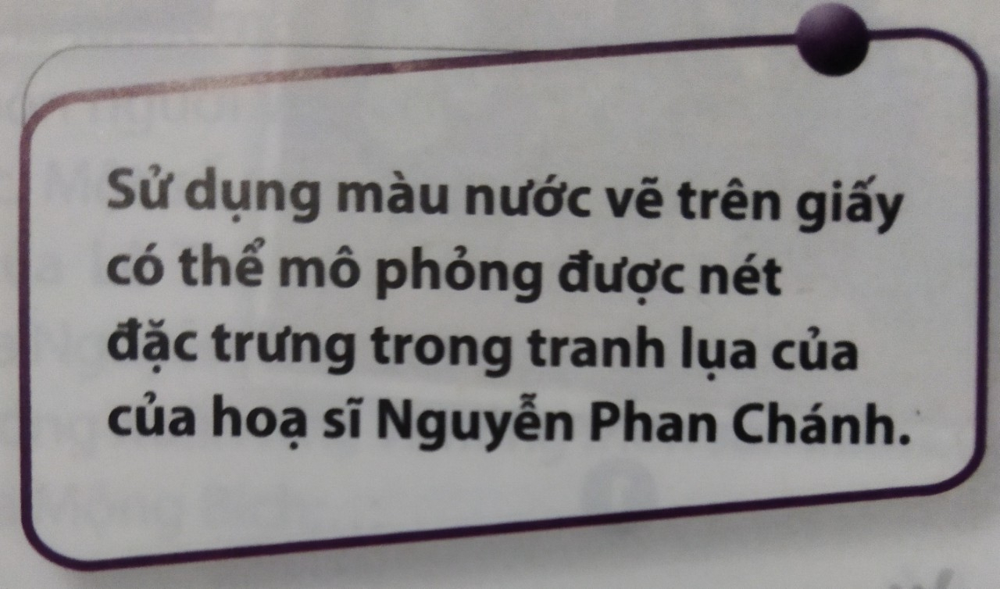 Sử dụng màu nước vẽ trên giấy
có thể mô phỏng được nét
đặc trưng trong tranh lụa của
của hoạ sĩ Nguyễn Phan Chánh.